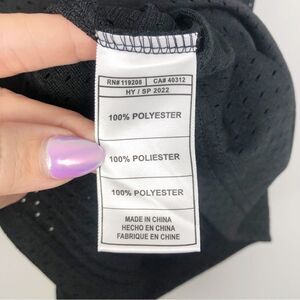 RN# 119208 CA# 40312
HY / SP 2022
100% POLYESTER
100% POLIESTER
100% POLYESTER
MADE IN CHINA
HECHO EN CHINA
FABRIQUE EN CHINE